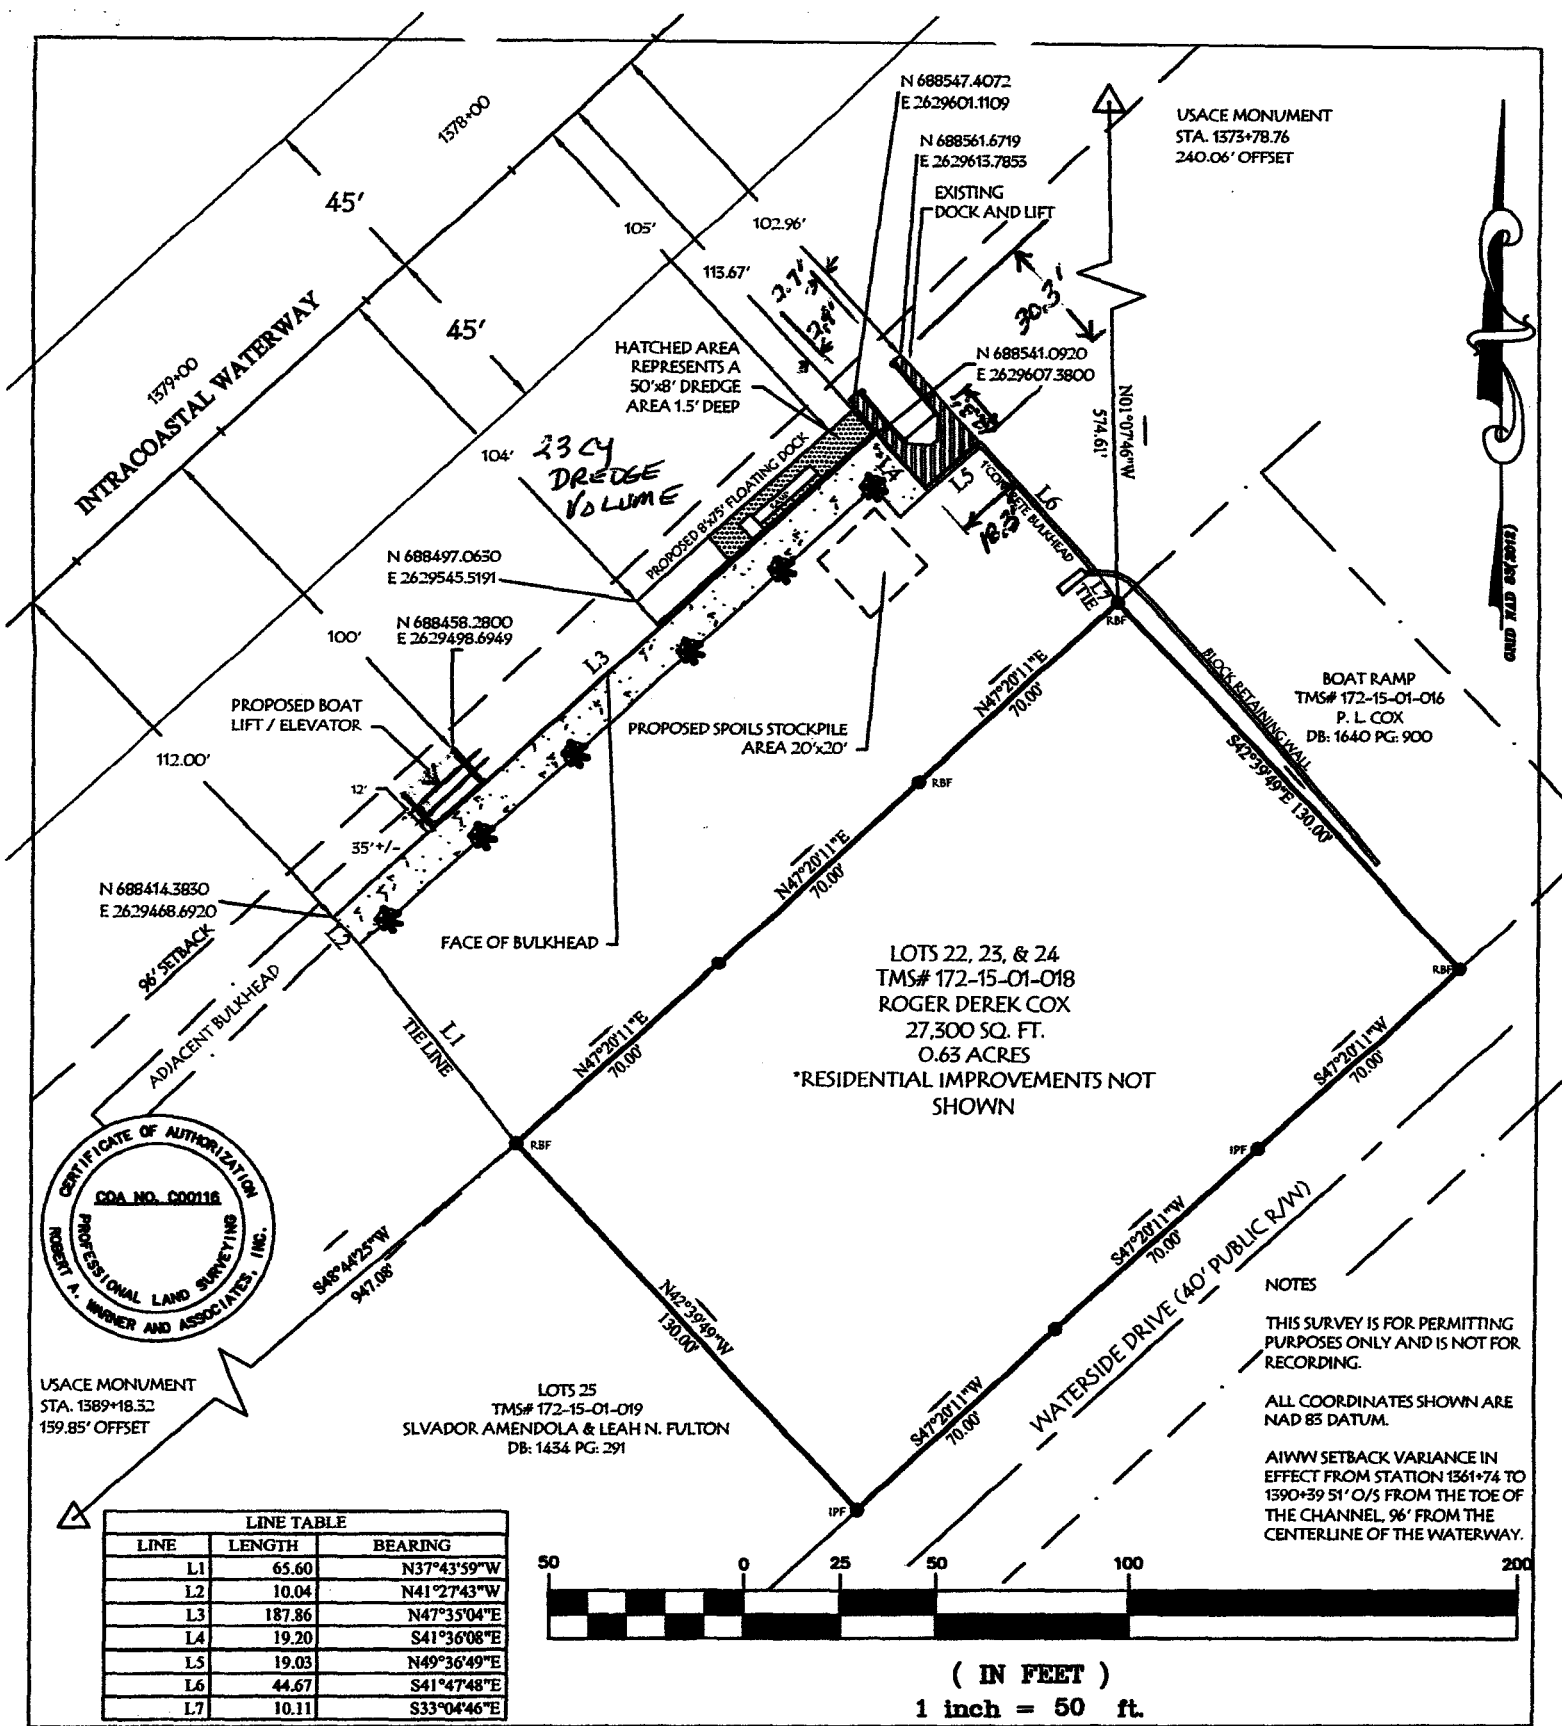 N 688547.4072
E 2629601.1109
USACE MONUMENT
STA. 1373+78.76
240.06' OFFSET
1378+00
N 688561.6719
E 2629613.7853
EXISTING
DOCK AND LIFT
45'
105'
102.96'
113.67'
2.7'
30.3'
45'
INTRACOASTAL WATERWAY
1379+00
HATCHED AREA
REPRESENTS A
50'x8' DREDGE
AREA 1.5' DEEP
N 688541.0920
E 2629607.3800
N01°07'46"W
574.61'
104'
23 CY
DREDGE
VOLUME
PROPOSED 8'x75' FLOATING DOCK
L4
L5
L6
1' CONCRETE BULKHEAD
18.3'
GRID NAD 83(2012)
N 688497.0630
E 2629545.5191
L7
TIE
RBF
N 688458.2800
E 2629498.6949
100'
L3
PROPOSED BOAT
LIFT / ELEVATOR
PROPOSED SPOILS STOCKPILE
AREA 20'x20'
N47°20'11"E
70.00'
BLOCK RETAINING WALL
BOAT RAMP
TMS# 172-15-01-016
P. L. COX
DB: 1640 PG: 900
S42°39'49"E 130.00'
112.00'
12'
RBF
35'+/-
N47°20'11"E
70.00'
N 688414.3830
E 2629468.6920
L2
FACE OF BULKHEAD
96' SETBACK
ADJACENT BULKHEAD
L1
TIE LINE
LOTS 22, 23, & 24
TMS# 172-15-01-018
ROGER DEREK COX
27,300 SQ. FT.
0.63 ACRES
*RESIDENTIAL IMPROVEMENTS NOT
SHOWN
RBF
N47°20'11"E
70.00'
S47°20'11"W
70.00'
CERTIFICATE OF AUTHORIZATION
COA NO. C00116
PROFESSIONAL LAND SURVEYING
ROBERT A. WARNER AND ASSOCIATES, INC.
RBF
IPF
S48°44'25"W
947.08'
N42°39'49"W
130.00'
S47°20'11"W
70.00'
WATERSIDE DRIVE (40' PUBLIC R/W)
NOTES
THIS SURVEY IS FOR PERMITTING
PURPOSES ONLY AND IS NOT FOR
RECORDING.
ALL COORDINATES SHOWN ARE
NAD 83 DATUM.
AIWW SETBACK VARIANCE IN
EFFECT FROM STATION 1361+74 TO
1390+39 51' O/S FROM THE TOE OF
THE CHANNEL, 96' FROM THE
CENTERLINE OF THE WATERWAY.
USACE MONUMENT
STA. 1389+18.32
159.85' OFFSET
LOTS 25
TMS# 172-15-01-019
SLVADOR AMENDOLA & LEAH N. FULTON
DB: 1434 PG: 291
S47°20'11"W
70.00'
IPF
LINE TABLE
LINE LENGTH BEARING
L1 65.60 N37°43'59"W
L2 10.04 N41°27'43"W
L3 187.86 N47°35'04"E
L4 19.20 S41°36'08"E
L5 19.03 N49°36'49"E
L6 44.67 S41°47'48"E
L7 10.11 S33°04'46"E
50 0 25 50 100 200
( IN FEET )
1 inch = 50 ft.